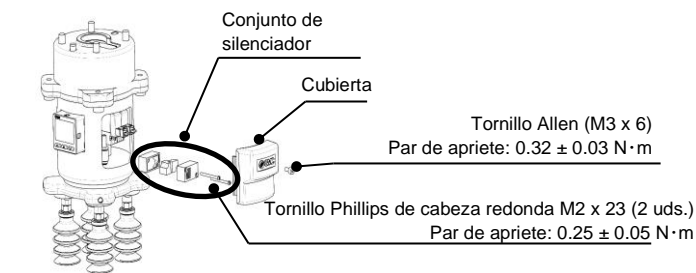 Conjunto de
silenciador
Cubierta
Tornillo Allen (M3 x 6)
Par de apriete: 0.32 ± 0.03 N·m
Tornillo Phillips de cabeza redonda M2 x 23 (2 uds.)
Par de apriete: 0.25 ± 0.05 N·m